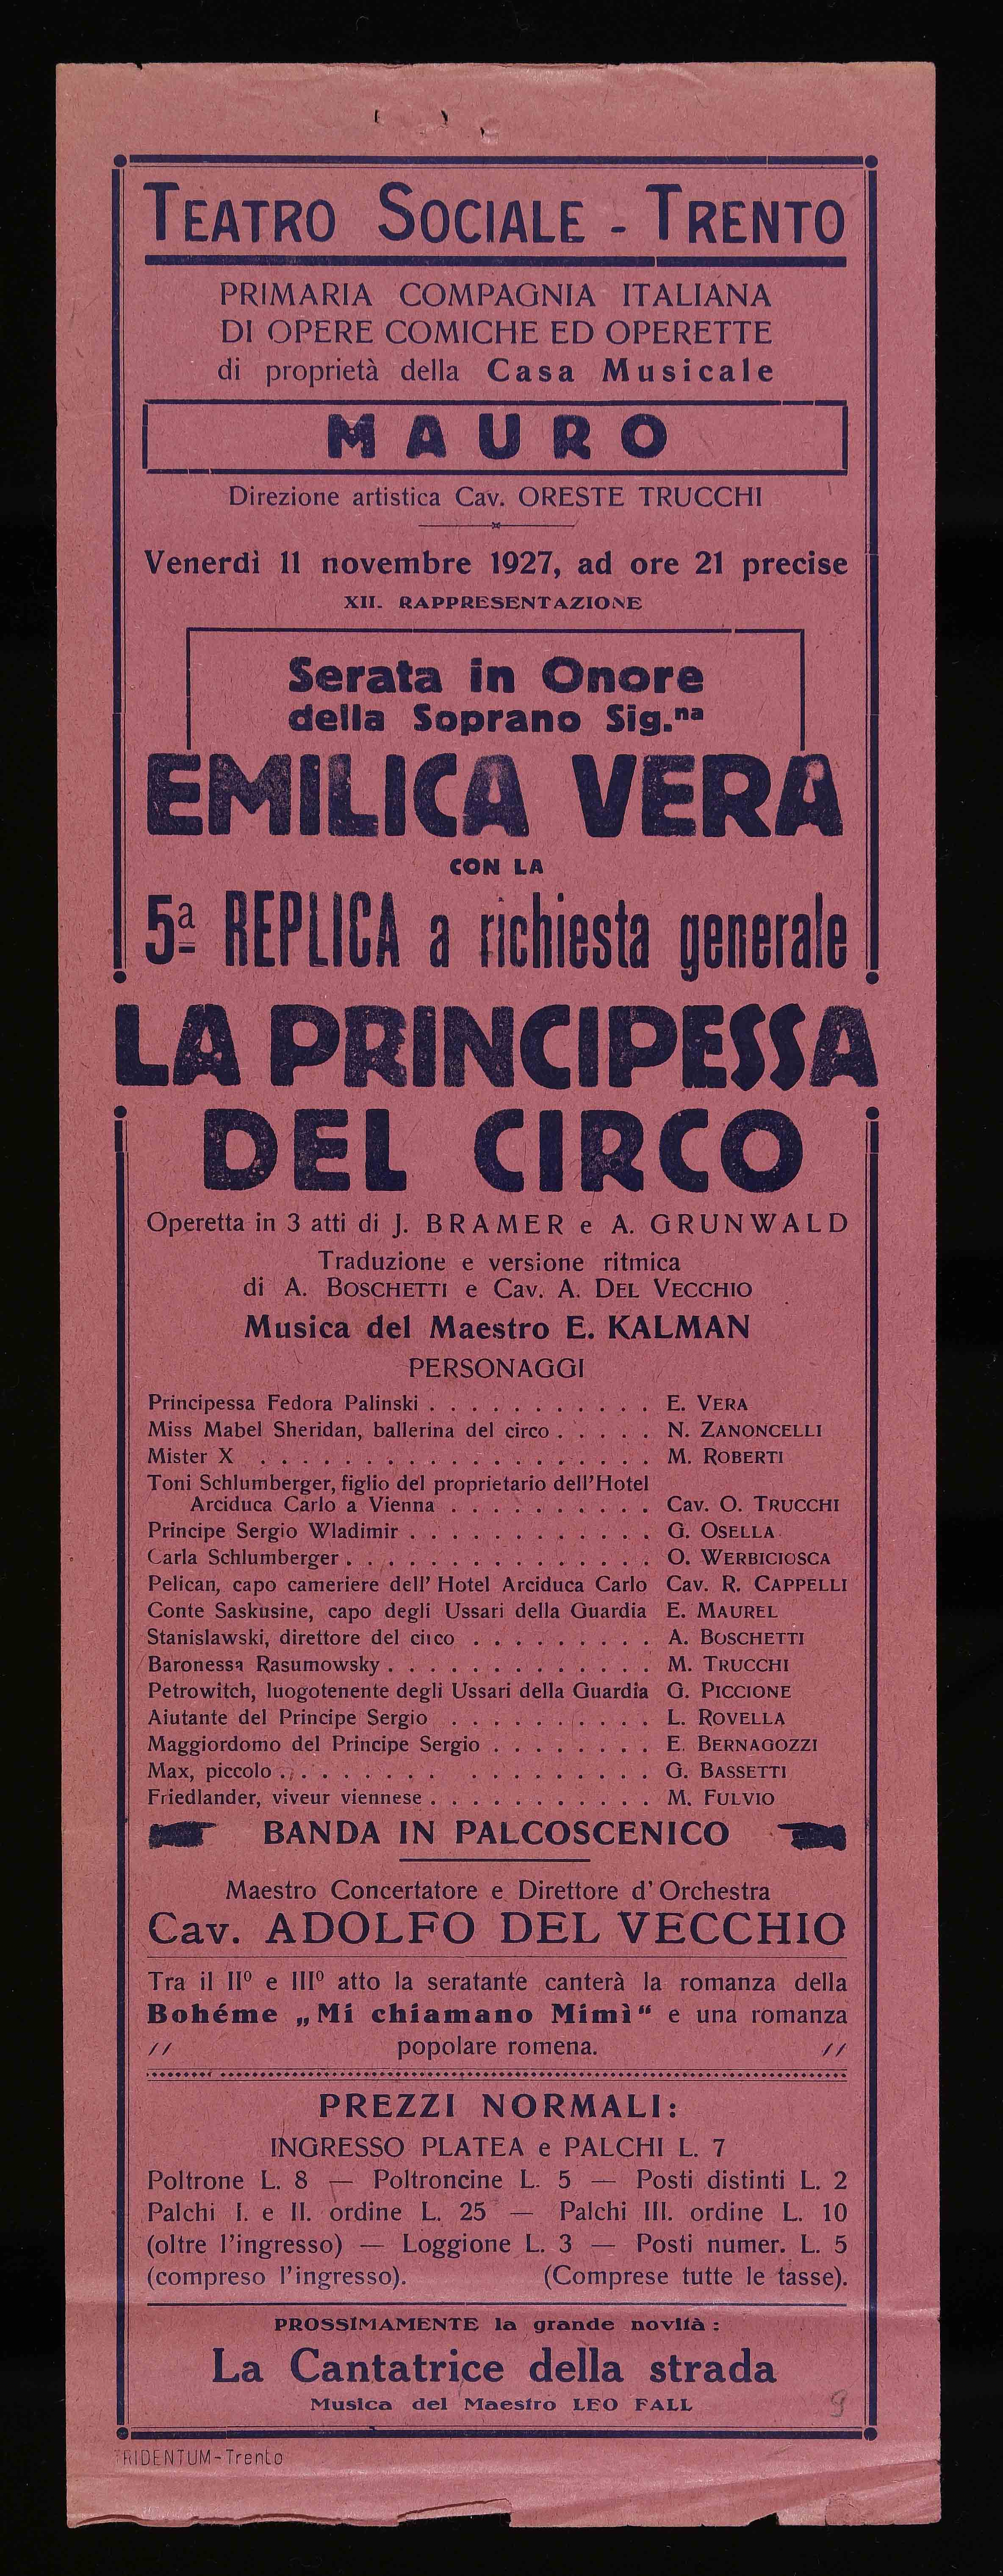 TEATRO SOCIALE - TRENTO
PRIMARIA COMPAGNIA ITALIANA
DI OPERE COMICHE ED OPERETTE
di proprietà della Casa Musicale
MAURO
Direzione artistica Cav. ORESTE TRUCCHI
Venerdì 11 novembre 1927, ad ore 21 precise
XII. RAPPRESENTAZIONE
Serata in Onore
della Soprano Sig.na
EMILICA VERA
CON LA
5a REPLICA a richiesta generale
LA PRINCIPESSA
DEL CIRCO
Operetta in 3 atti di J. BRAMER e A. GRUNWALD
Traduzione e versione ritmica
di A. BOSCHETTI e Cav. A. DEL VECCHIO
Musica del Maestro E. KALMAN
PERSONAGGI
Principessa Fedora Palinski . . . . . . . . . . . E. VERA
Miss Mabel Sheridan, ballerina del circo . . . . . N. ZANONCELLI
Mister X . . . . . . . . . . . . . . . . . . . M. ROBERTI
Toni Schlumberger, figlio del proprietario dell'Hotel
Arciduca Carlo a Vienna . . . . . . . . . . Cav. O. TRUCCHI
Principe Sergio Wladimir . . . . . . . . . . . . G. OSELLA
Carla Schlumberger . . . . . . . . . . . . . . . O. WERBICIOSCA
Pelican, capo cameriere dell' Hotel Arciduca Carlo Cav. R. CAPPELLI
Conte Saskusine, capo degli Ussari della Guardia E. MAUREL
Stanislawski, direttore del circo . . . . . . . . . A. BOSCHETTI
Baronessa Rasumowsky . . . . . . . . . . . . . M. TRUCCHI
Petrowitch, luogotenente degli Ussari della Guardia G. PICCIONE
Aiutante del Principe Sergio . . . . . . . . . . L. ROVELLA
Maggiordomo del Principe Sergio . . . . . . . . E. BERNAGOZZI
Max, piccolo . . . . . . . . . . . . . . . . . G. BASSETTI
Friedlander, viveur viennese . . . . . . . . . . . M. FULVIO
BANDA IN PALCOSCENICO
Maestro Concertatore e Direttore d' Orchestra
Cav. ADOLFO DEL VECCHIO
Tra il IIº e IIIº atto la seratante canterà la romanza della
Bohéme „Mi chiamano Mimì“ e una romanza
// popolare romena. //
PREZZI NORMALI:
INGRESSO PLATEA e PALCHI L. 7
Poltrone L. 8 — Poltroncine L. 5 — Posti distinti L. 2
Palchi I. e II. ordine L. 25 — Palchi III. ordine L. 10
(oltre l'ingresso) — Loggione L. 3 — Posti numer. L. 5
(compreso l'ingresso). (Comprese tutte le tasse).
PROSSIMAMENTE la grande novità :
La Cantatrice della strada
Musica del Maestro LEO FALL
9
TRIDENTUM-Trento